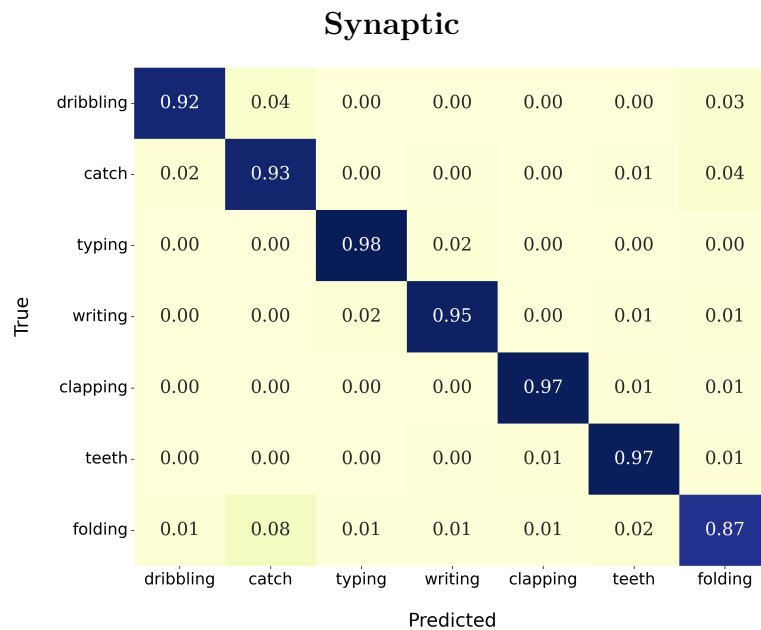 Synaptic
dribbling 0.92 0.04 0.00 0.00 0.00 0.00 0.03
catch 0.02 0.93 0.00 0.00 0.00 0.01 0.04
typing 0.00 0.00 0.98 0.02 0.00 0.00 0.00
writing 0.00 0.00 0.02 0.95 0.00 0.01 0.01
clapping 0.00 0.00 0.00 0.00 0.97 0.01 0.01
teeth 0.00 0.00 0.00 0.00 0.01 0.97 0.01
folding 0.01 0.08 0.01 0.01 0.01 0.02 0.87
dribbling catch typing writing clapping teeth folding
Predicted
True